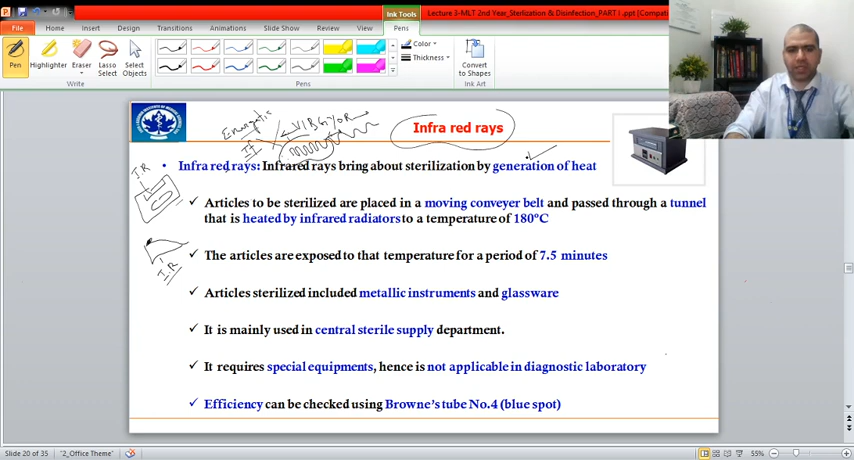 Ink Tools
Lecture 3-MLT 2nd Year_Sterlization & Disinfection_PART I .ppt [Compati
File
Home
Insert
Design
Transitions
Animations
Slide Show
Review
View
Pens
Pen
Highlighter
Eraser
Lasso Select
Select Objects
Color
Thickness
Convert to Shapes
Write
Pens
Ink Art
Energetic
VIBGYOR
Infra red rays
I.R
• Infra red rays: Infrared rays bring about sterilization by generation of heat
✓ Articles to be sterilized are placed in a moving conveyer belt and passed through a tunnel
that is heated by infrared radiators to a temperature of 180°C
I.R
✓ The articles are exposed to that temperature for a period of 7.5 minutes
✓ Articles sterilized included metallic instruments and glassware
✓ It is mainly used in central sterile supply department.
✓ It requires special equipments, hence is not applicable in diagnostic laboratory
✓ Efficiency can be checked using Browne's tube No.4 (blue spot)
Slide 20 of 35
"2_Office Theme"
55%